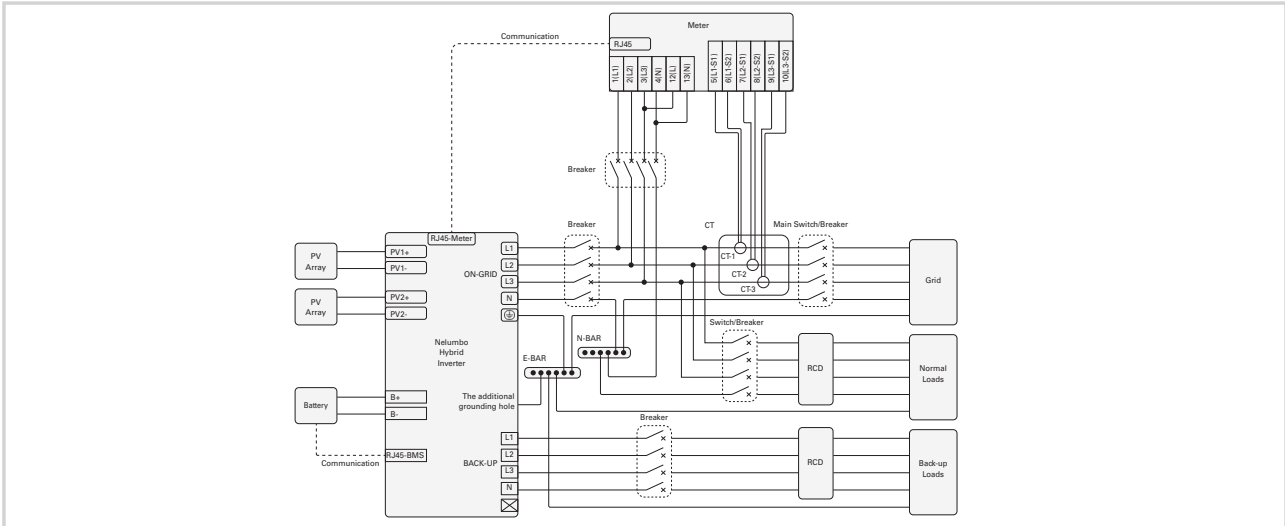 Meter
Communication
RJ45
1(L1)
2(L2)
3(L3)
4(N)
12(L)
13(N)
5(L1-S1)
6(L1-S2)
7(L2-S1)
8(L2-S2)
9(L3-S1)
10(L3-S2)
Breaker
Breaker
CT
Main Switch/Breaker
RJ45-Meter
PV
Array
PV1+
PV1-
ON-GRID
L1
L2
L3
N
CT-1
CT-2
CT-3
Grid
PV
Array
PV2+
PV2-
Switch/Breaker
Nelumbo
Hybrid
Inverter
N-BAR
E-BAR
RCD
Normal
Loads
Battery
B+
B-
The additional
grounding hole
Breaker
RJ45-BMS
Communication
BACK-UP
L1
L2
L3
N
RCD
Back-up
Loads